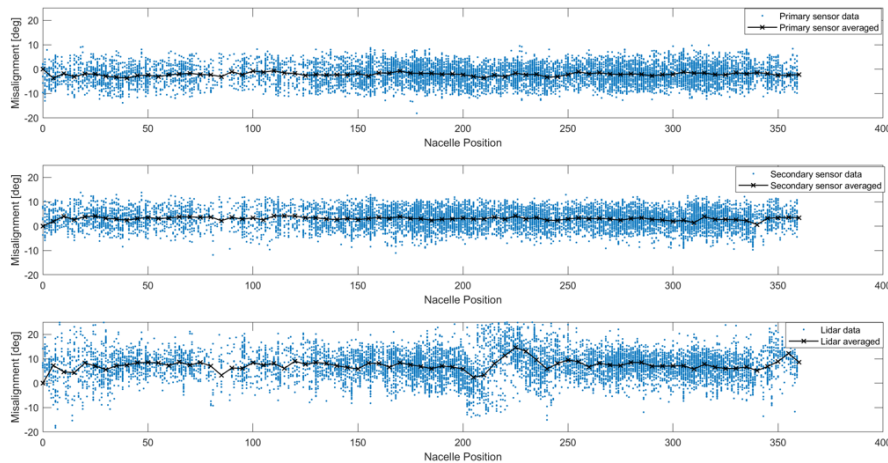 20
10
0
-10
-20
Misalignment [deg]
0 50 100 150 200 250 300 350 400
Nacelle Position
Primary sensor data
Primary sensor averaged
20
10
0
-10
-20
Misalignment [deg]
0 50 100 150 200 250 300 350 400
Nacelle Position
Secondary sensor data
Secondary sensor averaged
20
10
0
-10
-20
Misalignment [deg]
0 50 100 150 200 250 300 350 400
Nacelle Position
Lidar data
Lidar averaged